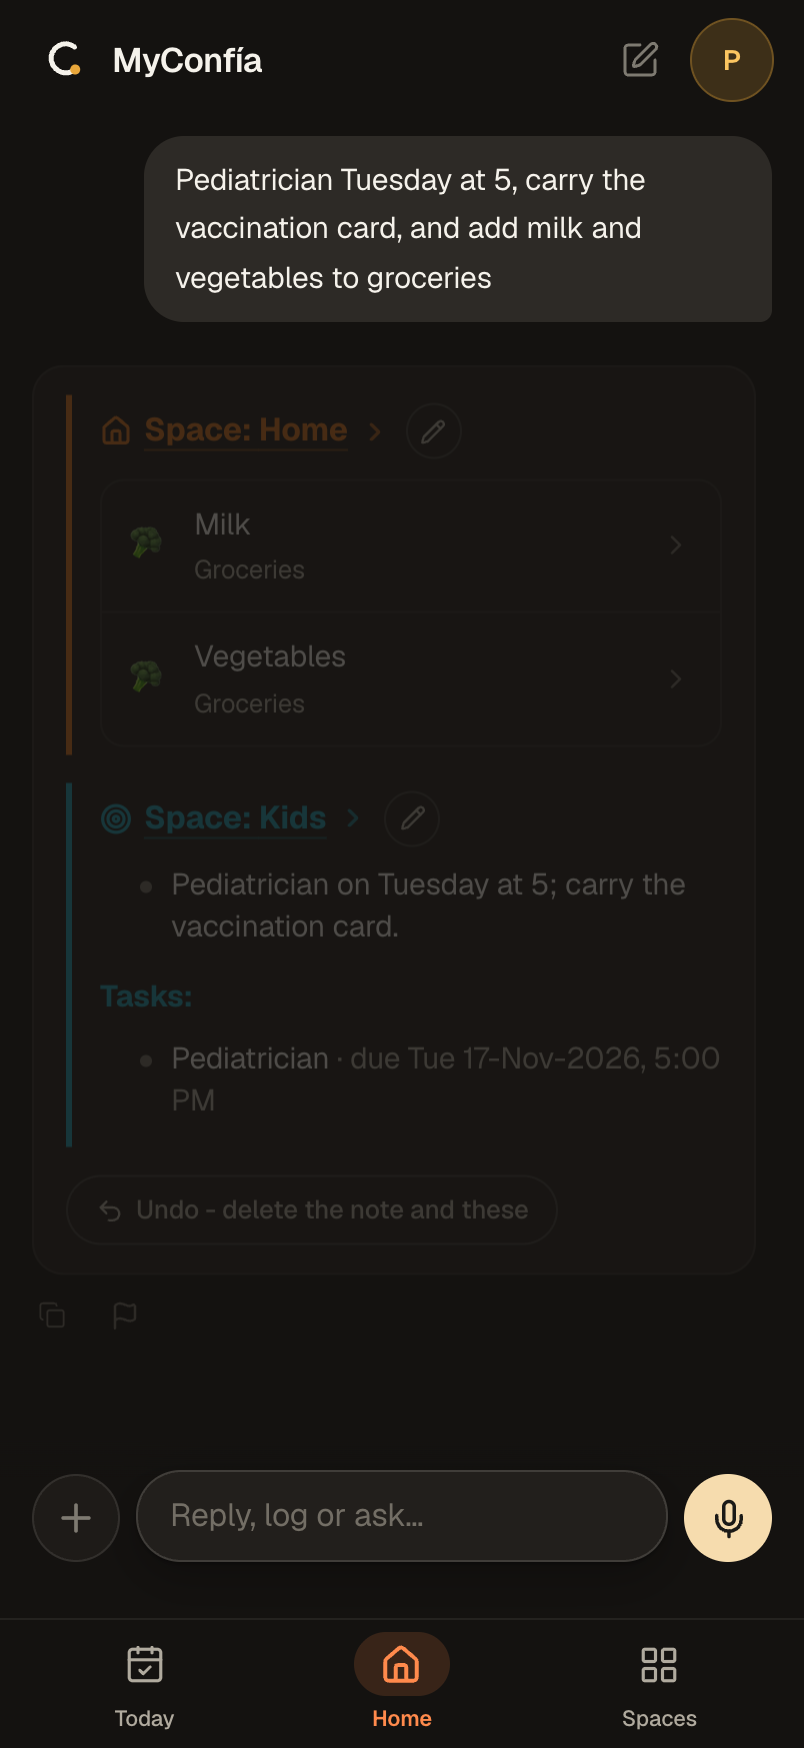 MyConfía
P
Pediatrician Tuesday at 5, carry the
vaccination card, and add milk and
vegetables to groceries
Space: Home
Milk
Groceries
Vegetables
Groceries
Space: Kids
Pediatrician on Tuesday at 5; carry the
vaccination card.
Tasks:
Pediatrician · due Tue 17-Nov-2026, 5:00
PM
Undo - delete the note and these
Reply, log or ask...
Today
Home
Spaces